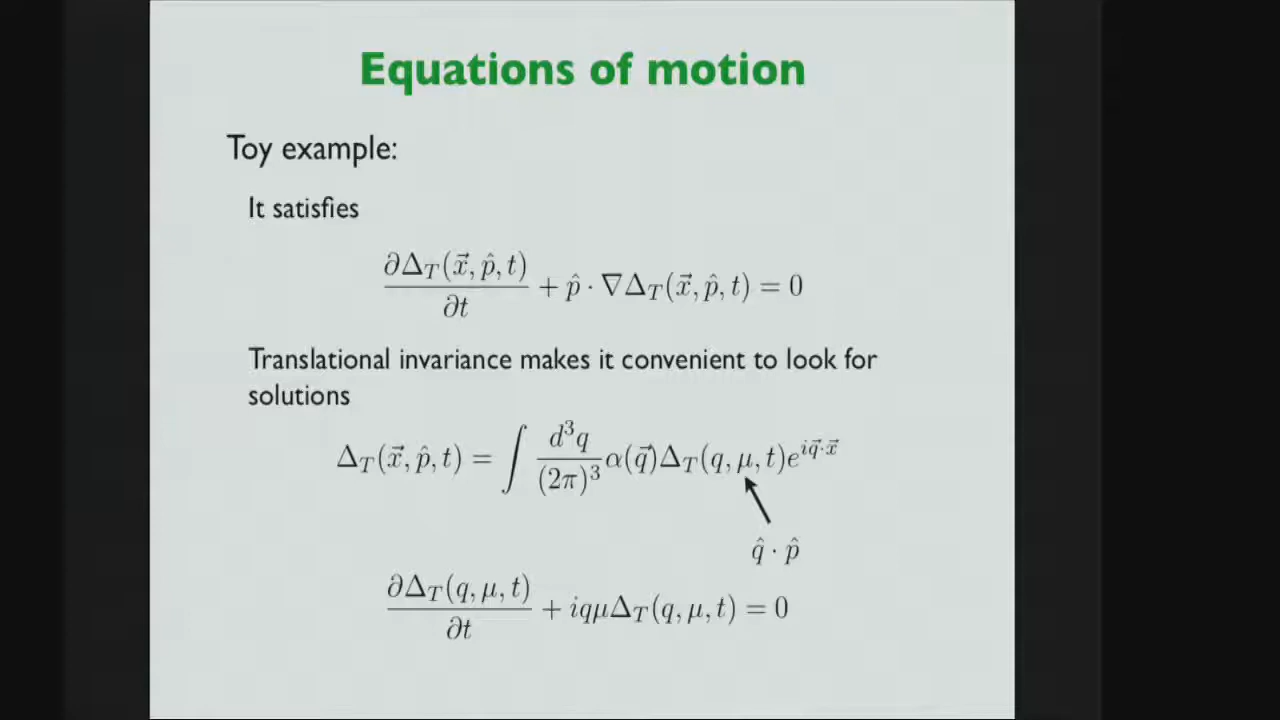 Equations of motion
Toy example:
It satisfies
∂Δ_T(x⃗, p̂, t)/∂t + p̂ · ∇Δ_T(x⃗, p̂, t) = 0
Translational invariance makes it convenient to look for
solutions
Δ_T(x⃗, p̂, t) = ∫ d³q/(2π)³ α(q⃗)Δ_T(q, μ, t)e^{iq⃗·x⃗}
q̂ · p̂
∂Δ_T(q, μ, t)/∂t + iqμΔ_T(q, μ, t) = 0